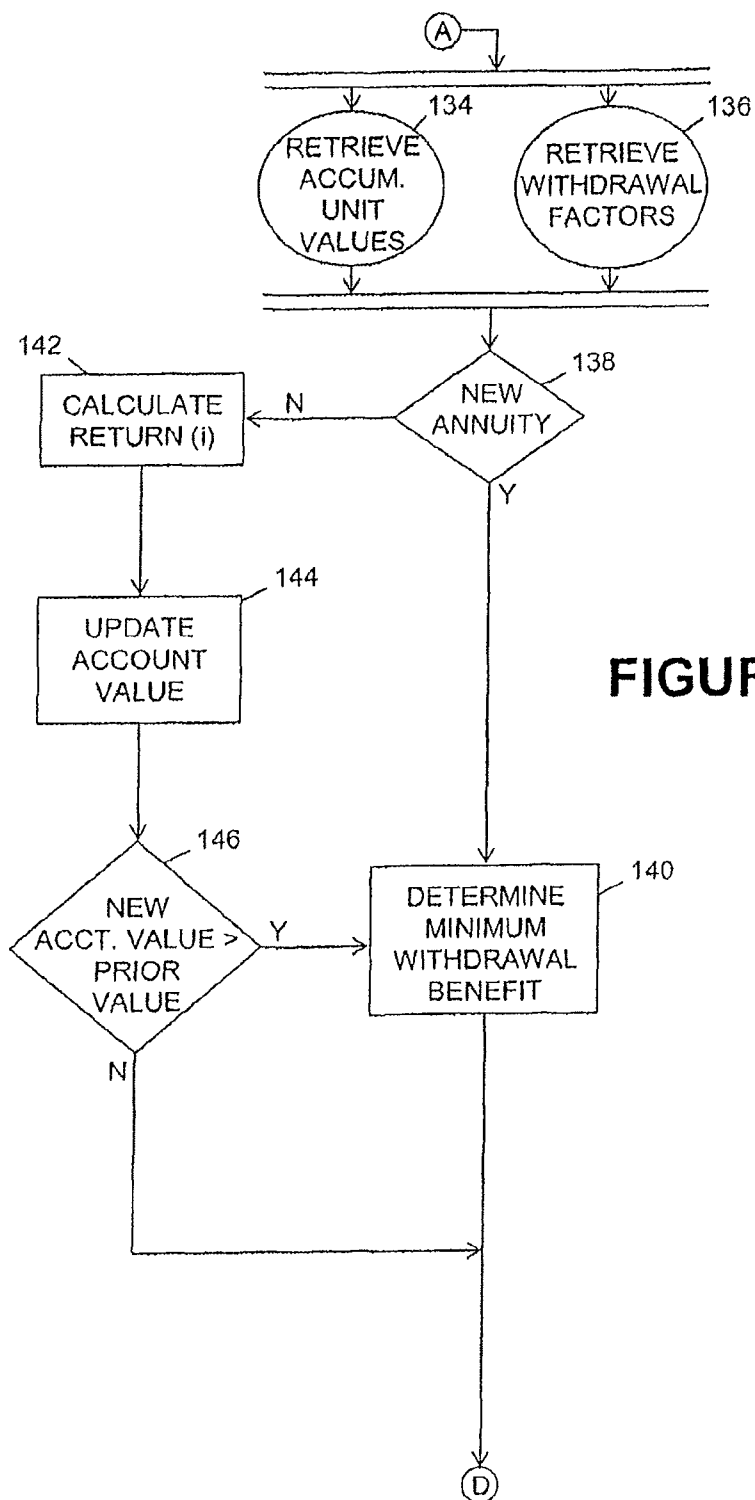 A
134
136
RETRIEVE
ACCUM.
UNIT
VALUES
RETRIEVE
WITHDRAWAL
FACTORS
142
138
CALCULATE
RETURN (i)
N
NEW
ANNUITY
Y
144
UPDATE
ACCOUNT
VALUE
FIGUR
146
140
NEW
ACCT. VALUE >
PRIOR
VALUE
Y
DETERMINE
MINIMUM
WITHDRAWAL
BENEFIT
N
D